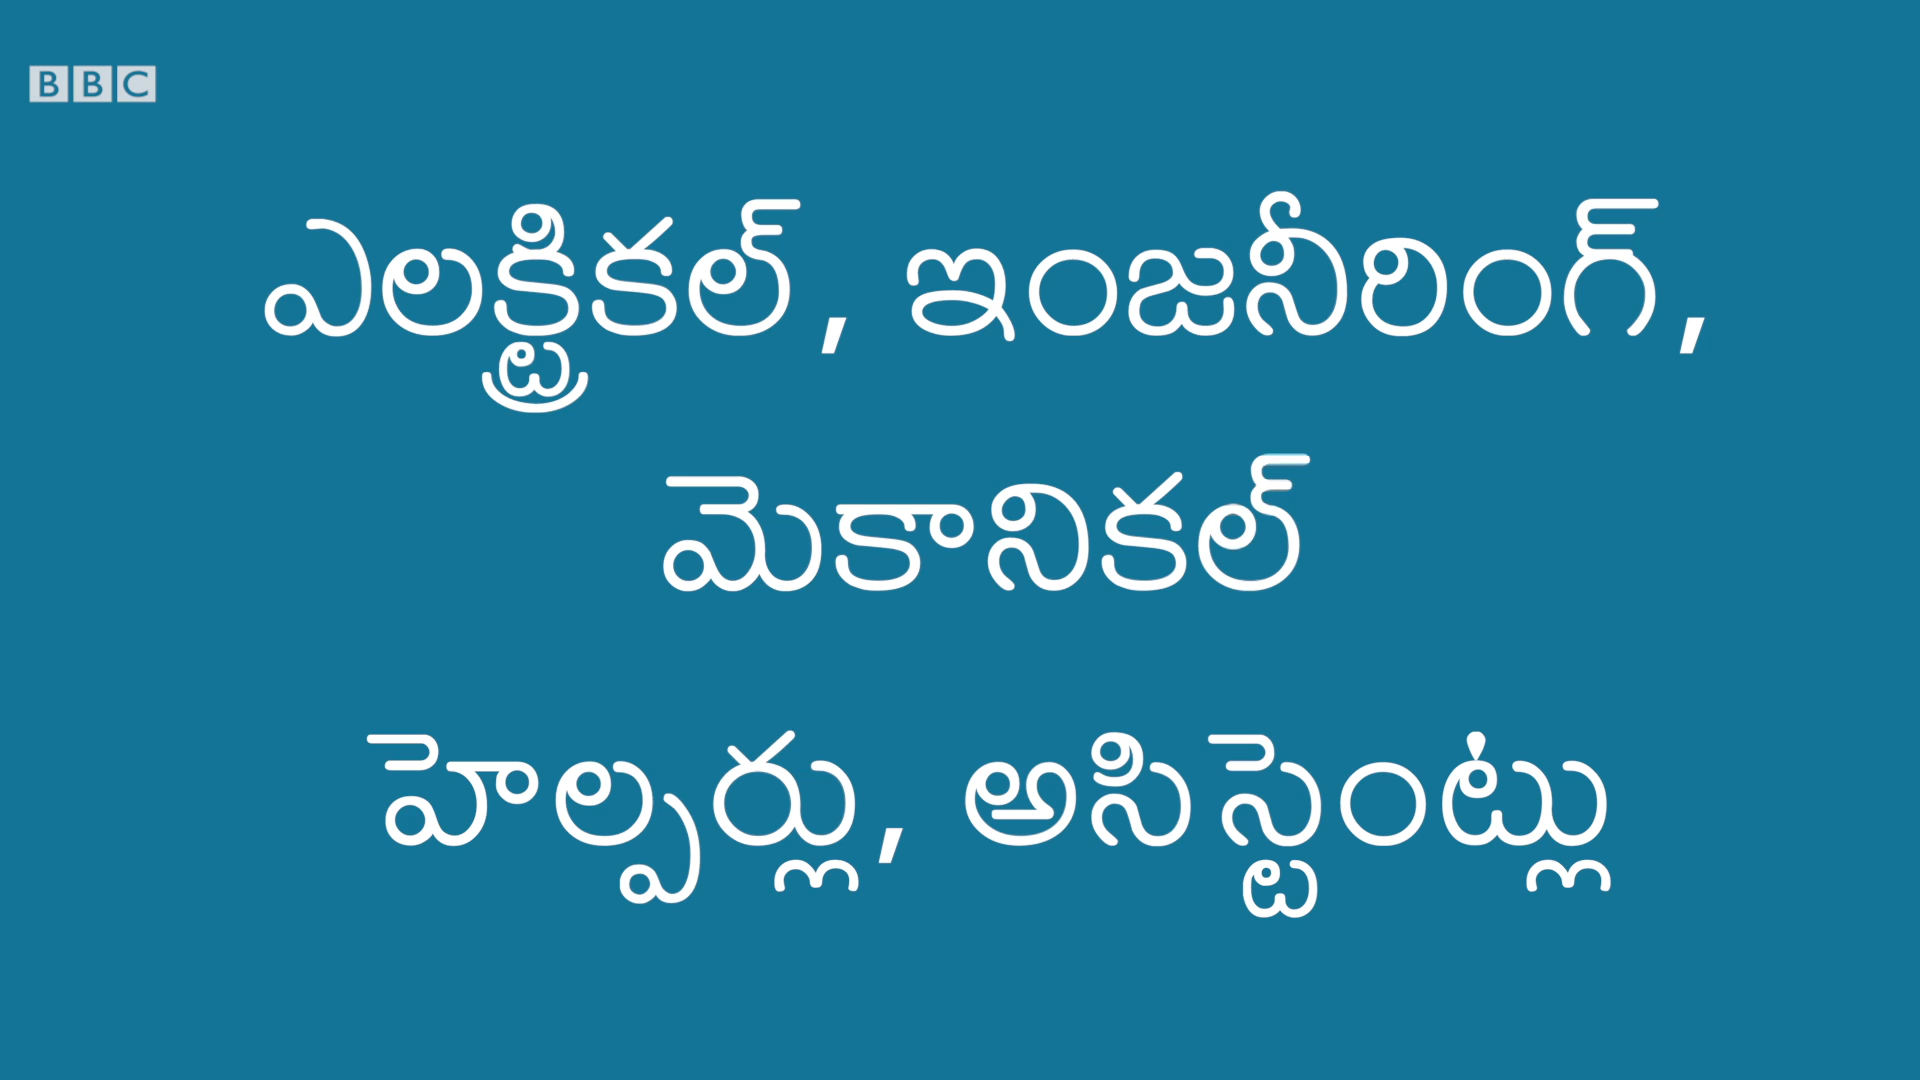 BBC
ఎలక్ట్రికల్, ఇంజనీరింగ్,
మెకానికల్
హెల్పర్లు, అసిస్టెంట్లు